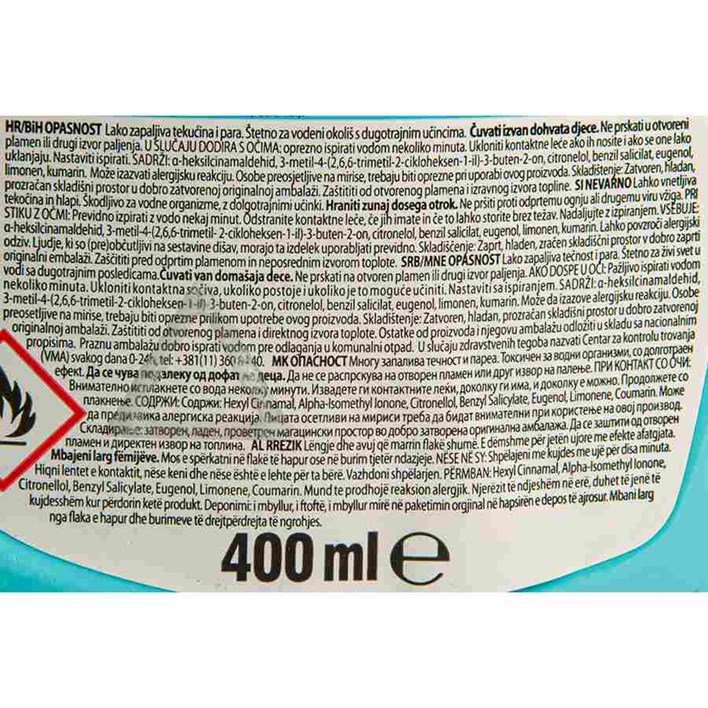 HR/BiH OPASNOST Lako zapaljiva tekućina i para. Štetno za vodeni okoliš s dugotrajnim učincima. Čuvati izvan dohvata djece. Ne prskati u otvoreni
plamen ili drugi izvor paljenja. U SLUČAJU DODIRA S OČIMA: oprezno ispirati vodom nekoliko minuta. Ukloniti kontaktne leće ako ih nosite i ako se one lako
uklanjaju. Nastaviti ispirati. SADRŽI: α-heksilcinamaldehid, 3-metil-4-(2,6,6-trimetil-2-cikloheksen-1-il)-3-buten-2-on, citronelol, benzil salicilat, eugenol,
limonen, kumarin. Može izazvati alergijsku reakciju. Osobe preosjetljive na mirise, trebaju biti oprezne pri uporabi ovog proizvoda. Skladištenje: Zatvoren, hladan,
prozračan skladišni prostor u dobro zatvorenoj originalnoj ambalaži. Zaštititi od otvorenog plamena i izravnog izvora topline. SI NEVARNO Lahko vnetljiva
tekočina in hlapi. Škodljivo za vodne organizme, z dolgotrajnimi učinki. Hraniti zunaj dosega otrok. Ne pršiti proti odprtemu ognju ali drugemu viru vžiga. PRI
STIKU Z OČMI: Previdno izpirati z vodo nekaj minut. Odstranite kontaktne leče, če jih imate in če to lahko storite brez težav. Nadaljujte z izpiranjem. VSEBUJE:
α-heksilcinamaldehid, 3-metil-4-(2,6,6-trimetil- 2-cikloheksen-1-il)-3-buten-2-on, citronelol, benzil salicilat, eugenol, limonen, kumarin. Lahko povzroči alergijski
odziv. Ljudje, ki so (pre)občutljivi na sestavine dišav, morajo ta izdelek uporabljati previdno. Skladiščenje: Zaprt, hladen, zračen skladiščni prostor v dobro zaprti
originalni embalaži. Zaščititi pred odprtim plamenom in neposrednim izvorom toplote. SRB/MNE OPASNOST Lako zapaljiva tečnost i para. Štetno za živi svet u
vodi sa dugotrajnim posledicama. Čuvati van domašaja dece. Ne prskati na otvoren plamen ili drugi izvor paljenja. AKO DOSPE U OČI: Pažljivo ispirati vodom
nekoliko minuta. Ukloniti kontaktna sočiva, ukoliko postoje i ukoliko je to moguće učiniti. Nastaviti sa ispiranjem. SADRŽI: α-heksilcinamaldehid,
3-metil-4-(2,6,6-trimetil-2-cikloheksen-1-il)-3-buten-2-on, citronelol, benzil salicilat, eugenol, limonen, kumarin. Može da izazove alergijsku reakciju. Osobe
preosetljive na mirise, trebaju biti oprezne prilikom upotrebe ovog proizvoda. Skladištenje: Zatvoren, hladan, prozračan skladišni prostor u dobro zatvorenoj
originalnoj ambalaži. Zaštititi od otvorenog plamena i direktnog izvora toplote. Ostatke od proizvoda i njegovu ambalažu odložiti u skladu sa nacionalnim
propisima. Praznu ambalažu dobro isprati vodom pre odlaganja u komunalni otpad. U slučaju zdravstvenih tegoba nazvati Centar za kontrolu trovanja
(VMA) svakog dana 0-24h, tel: +381(11) 360 40. МК ОПАСНОСТ Многу запалива течност и пареа. Токсичен за водни организми, со долготраен
ефект. Да се чува подалеку од дофат на деца. Да не се распрскува на отворен пламен или друг извор на палење. ПРИ КОНТАКТ СО ОЧИ:
Внимателно исплакнете со вода неколку минути. Извадете ги контактните леќи, доколку ги има, и доколку е можно. Продолжете со
плакнење. СОДРЖИ: Содржи: Hexyl Cinnamal, Alpha-Isomethyl Ionone, Citronellol, Benzyl Salicylate, Eugenol, Limonene, Coumarin. Може
да предизвика алергиска реакција. Лицата осетливи на мириси треба да бидат внимателни при користење на овој производ.
Складирање: затворен, ладен, проветрен магацински простор во добро затворена оригинална амбалажа. Да се заштити од отворен
пламен и директен извор на топлина. AL RREZIK Lëngje dhe avuj që marrin flakë shumë. E dëmshme për jetën ujore me efekte afatgjata.
Mbajeni larg fëmijëve. Mos e spërkatni në flakë të hapur ose në burim tjetër ndezjeje. NËSE NË SY: Shpëlajeni me kujdes me ujë për disa minuta.
Hiqni lentet e kontaktit, nëse keni dhe nëse është e lehtë për ta bërë. Vazhdoni shpëlarjen. PËRMBAN: Hexyl Cinnamal, Alpha-Isomethyl Ionone,
Citronellol, Benzyl Salicylate, Eugenol, Limonene, Coumarin. Mund te prodhojë reaksion alergjik. Njerëzit të ndjeshëm në erë, duhet të jenë të
kujdesshëm kur përdorin ketë produkt. Deponimi: i mbyllur, i ftoftë, i mbyllur mirë në paketimin orgjinal në hapsirën e depos të ajrosur. Mbani larg
nga flaka e hapur dhe burimeve të drejtpërdrejta të ngrohjes.
400 ml e